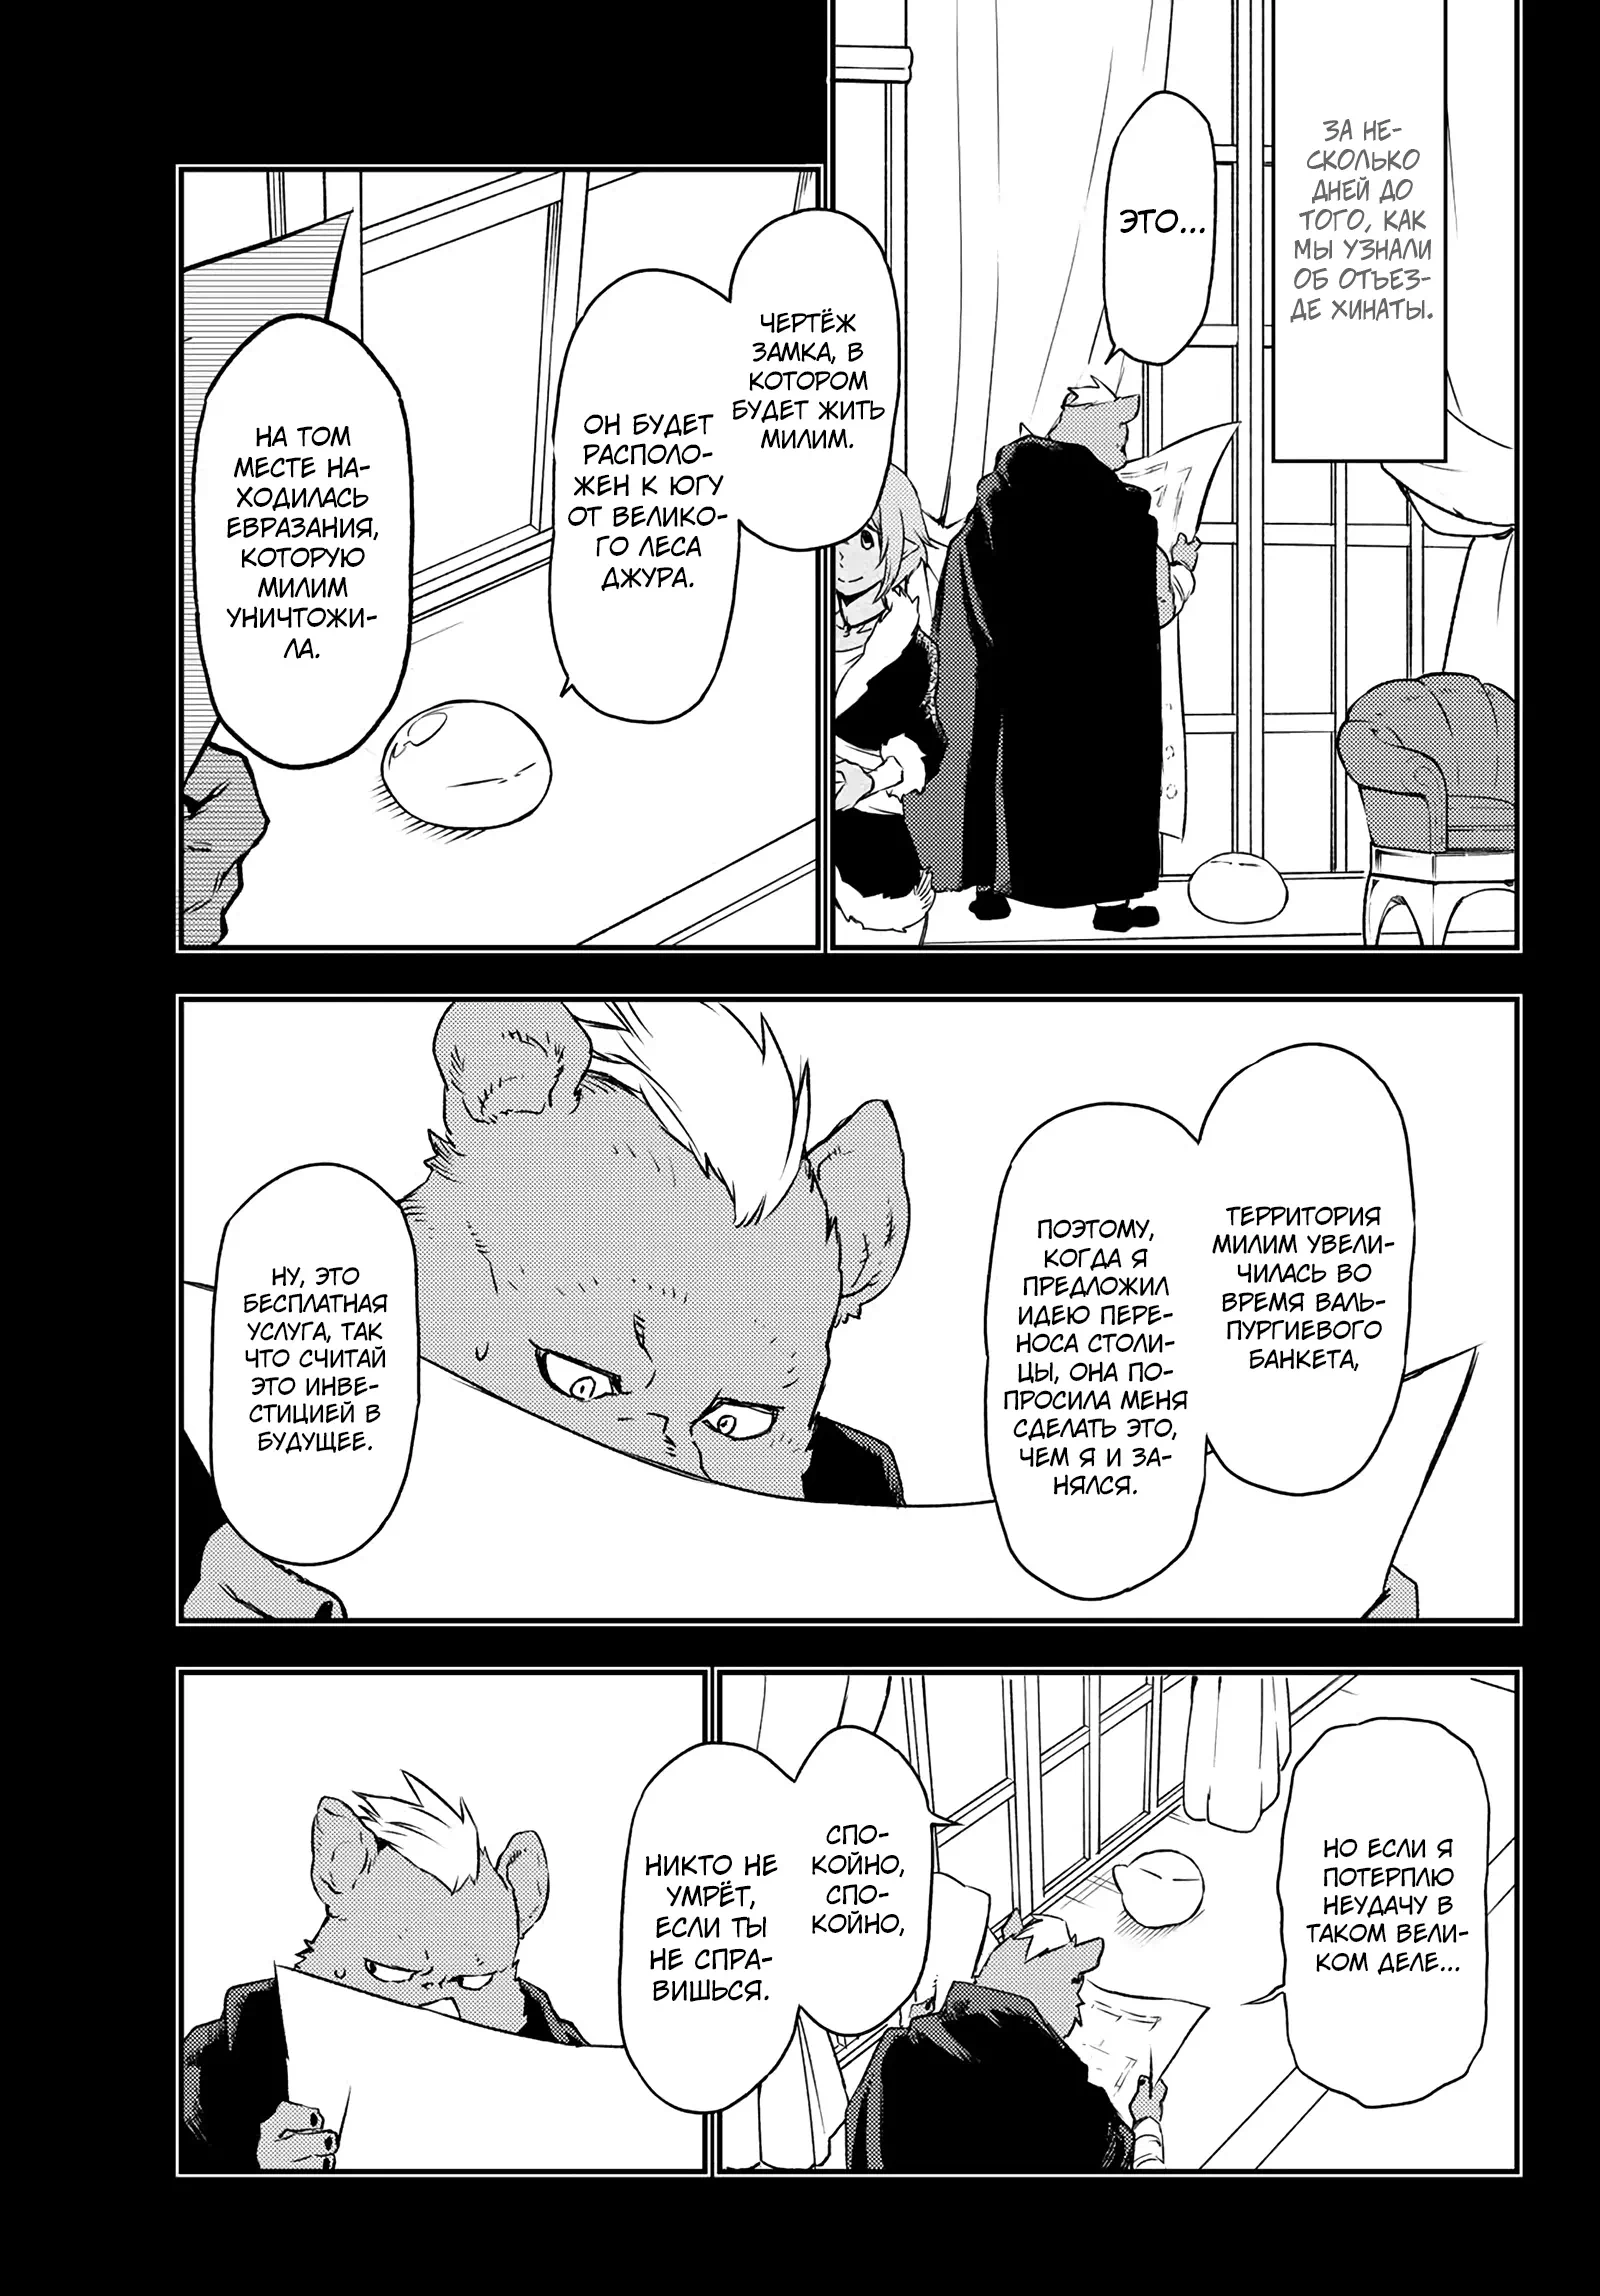 ЗА НЕ-
СКОЛЬКО
ДНЕЙ ДО
ТОГО, КАК
МЫ УЗНАЛИ
ОБ ОТЪЕЗ-
ДЕ ХИНАТЫ.
ЭТО...
ЧЕРТЁЖ
ЗАМКА, В
КОТОРОМ
БУДЕТ ЖИТЬ
МИЛИМ.
ОН БУДЕТ
РАСПОЛО-
ЖЕН К ЮГУ
ОТ ВЕЛИКО-
ГО ЛЕСА
ДЖУРА.
НА ТОМ
МЕСТЕ НА-
ХОДИЛАСЬ
ЕВРАЗАНИЯ,
КОТОРУЮ
МИЛИМ
УНИЧТОЖИ-
ЛА.
ТЕРРИТОРИЯ
МИЛИМ УВЕЛИ-
ЧИЛАСЬ ВО
ВРЕМЯ ВАЛЬ-
ПУРГИЕВОГО
БАНКЕТА,
ПОЭТОМУ,
КОГДА Я
ПРЕДЛОЖИЛ
ИДЕЮ ПЕРЕ-
НОСА СТОЛИ-
ЦЫ, ОНА ПО-
ПРОСИЛА МЕНЯ
СДЕЛАТЬ ЭТО,
ЧЕМ Я И ЗА-
НЯЛСЯ.
НУ, ЭТО
БЕСПЛАТНАЯ
УСЛУГА, ТАК
ЧТО СЧИТАЙ
ЭТО ИНВЕ-
СТИЦИЕЙ В
БУДУЩЕЕ.
НО ЕСЛИ Я
ПОТЕРПЛЮ
НЕУДАЧУ В
ТАКОМ ВЕЛИ-
КОМ ДЕЛЕ...
СПО-
КОЙНО,
СПО-
КОЙНО,
НИКТО НЕ
УМРЁТ,
ЕСЛИ ТЫ
НЕ СПРА-
ВИШЬСЯ.